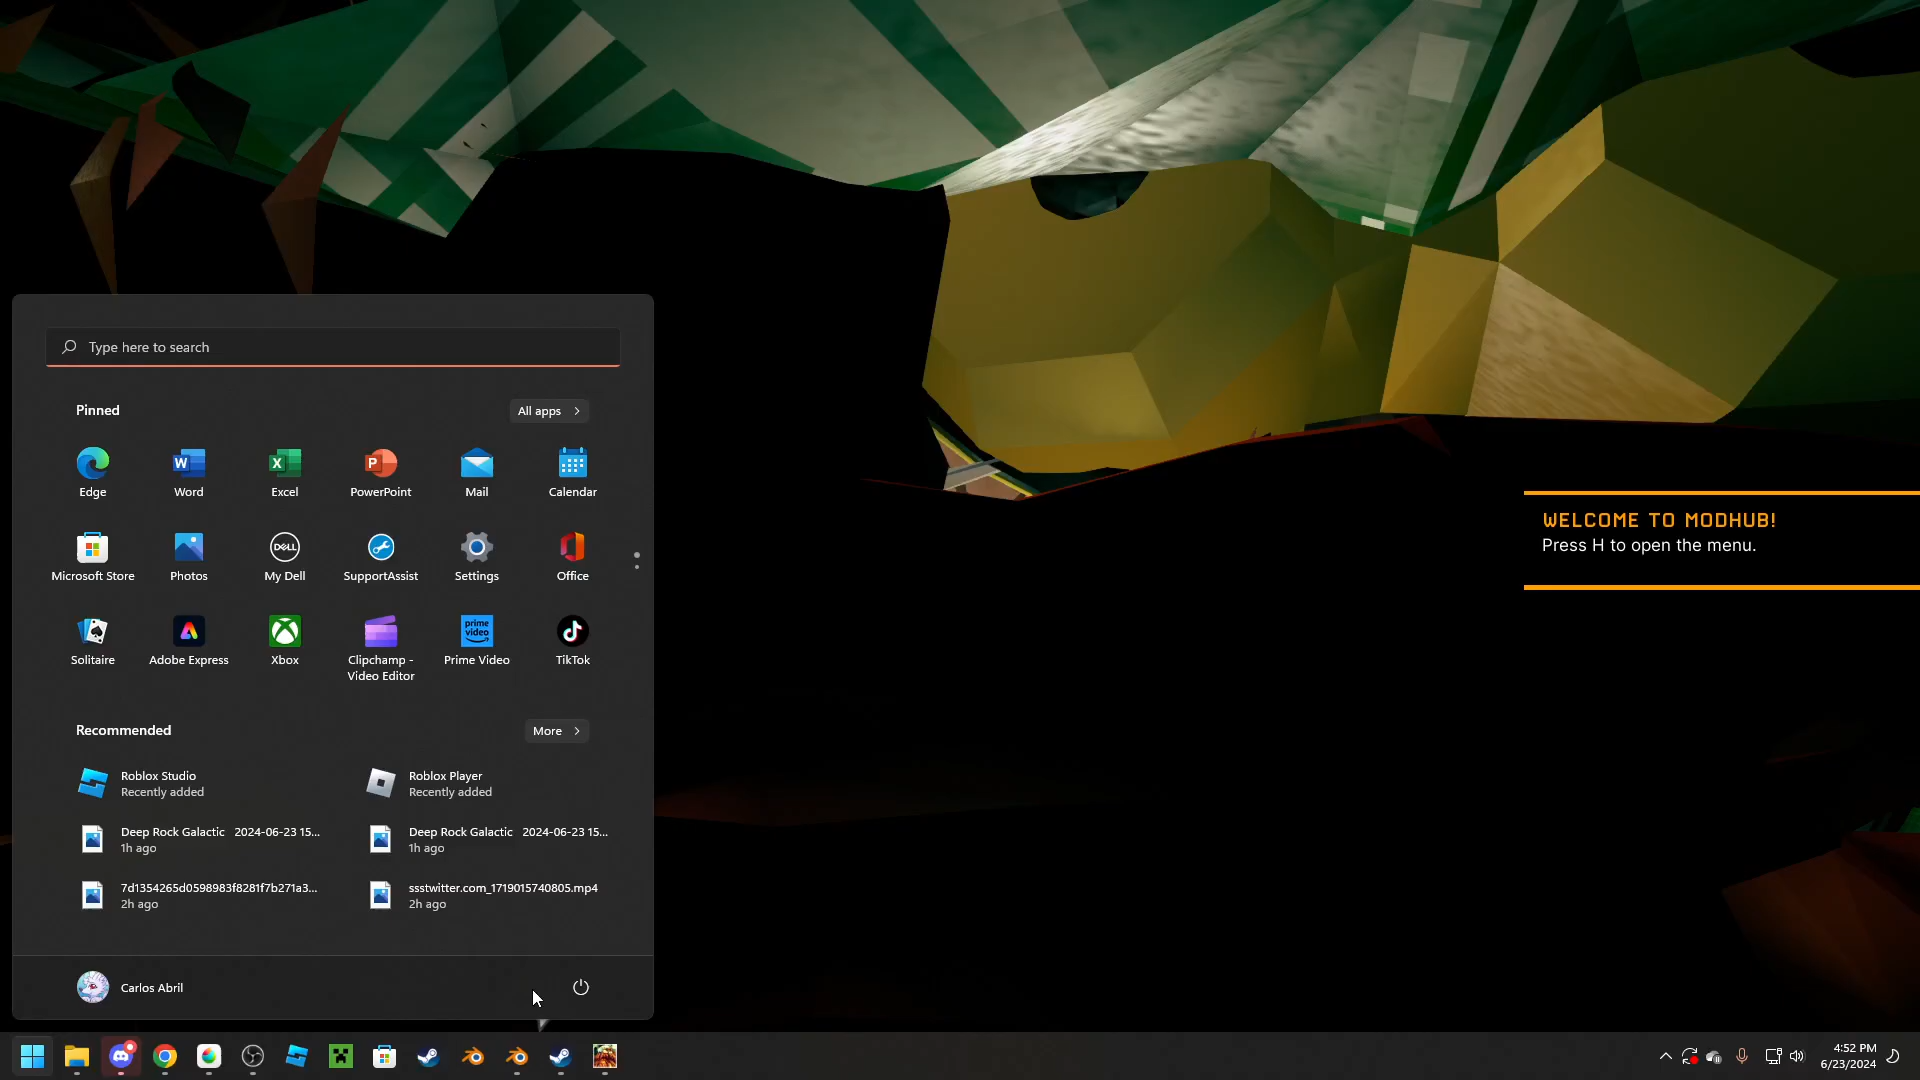 Type here to search
Pinned
All apps
Edge
Word
Excel
PowerPoint
Mail
Calendar
Microsoft Store
Photos
DELL
My Dell
SupportAssist
Settings
Office
Solitaire
Adobe Express
Xbox
Clipchamp -
Video Editor
prime
video
Prime Video
TikTok
Recommended
More
Roblox Studio
Recently added
Roblox Player
Recently added
Deep Rock Galactic 2024-06-23 15...
1h ago
Deep Rock Galactic 2024-06-23 15...
1h ago
7d1354265d0598983f8281f7b271a3...
2h ago
ssstwitter.com_1719015740805.mp4
2h ago
Carlos Abril
WELCOME TO MODHUB!
Press H to open the menu.
4:52 PM
6/23/2024